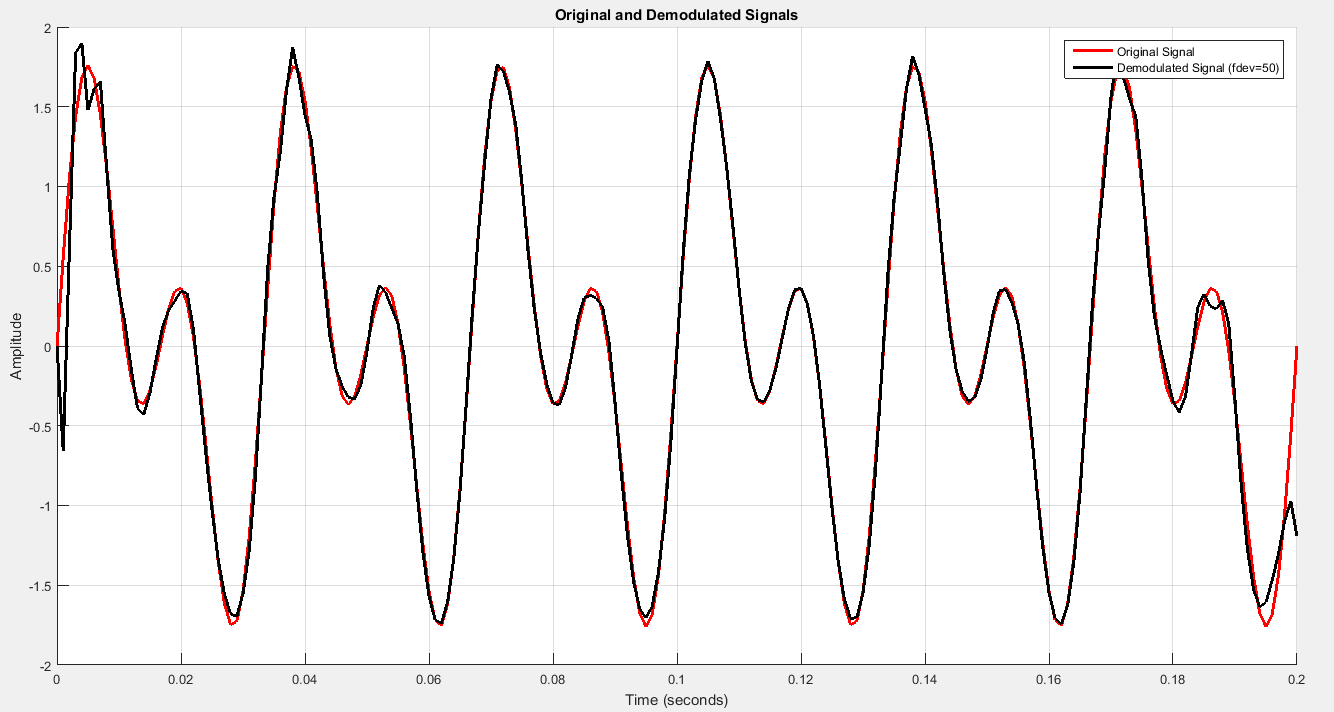 Original and Demodulated Signals
Original Signal
Demodulated Signal (fdev=50)
Amplitude
2
1.5
1
0.5
0
-0.5
-1
-1.5
-2
0 0.02 0.04 0.06 0.08 0.1 0.12 0.14 0.16 0.18 0.2
Time (seconds)